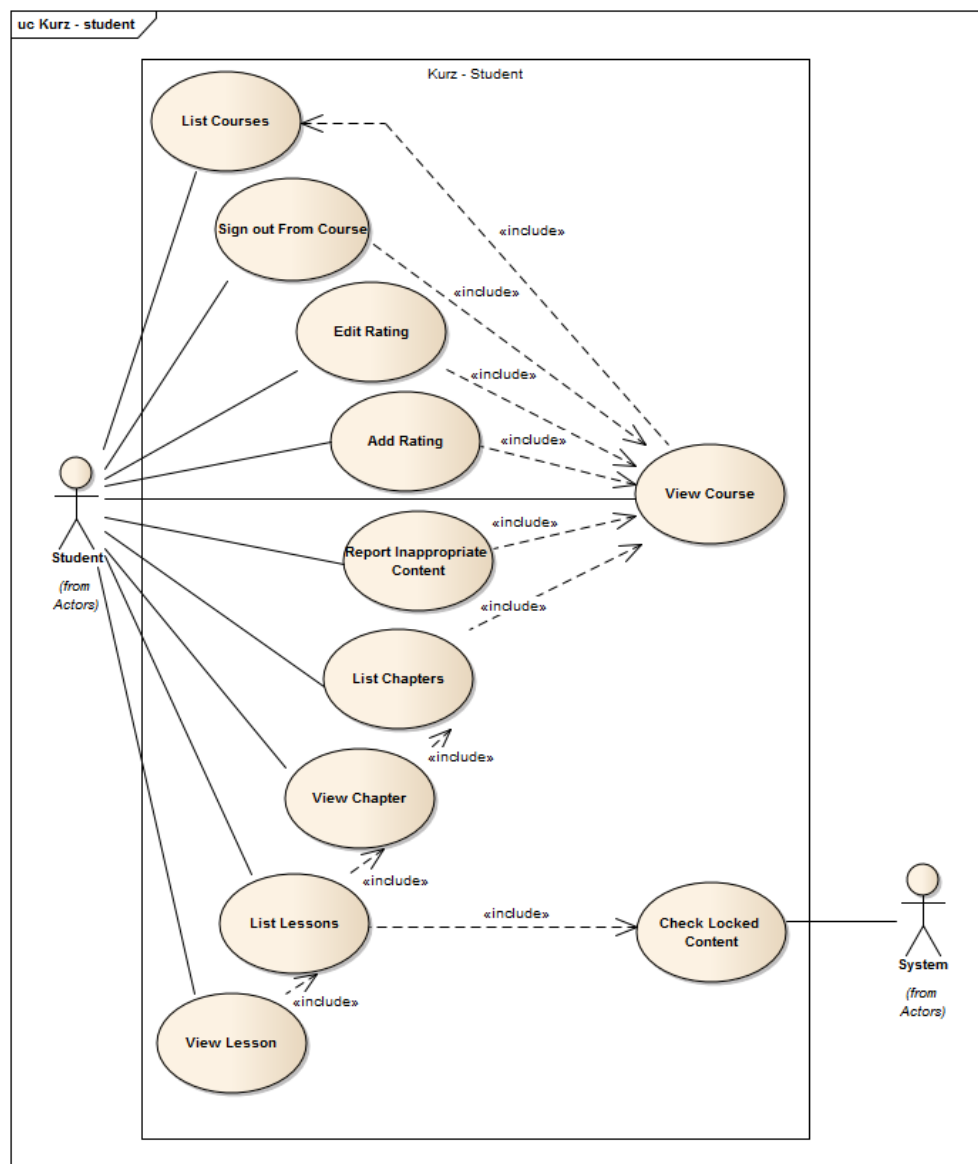 uc Kurz - student
Kurz - Student
List Courses
Sign out From Course
«include»
«include»
Edit Rating
«include»
Add Rating
«include»
View Course
Report Inappropriate
Content
«include»
Student
(from
Actors)
«include»
List Chapters
«include»
View Chapter
«include»
List Lessons
«include»
Check Locked
Content
System
(from
Actors)
«include»
View Lesson